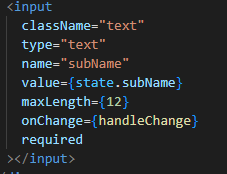 <input
className="text"
type="text"
name="subName"
value={state.subName}
maxLength={12}
onChange={handleChange}
required
></input>